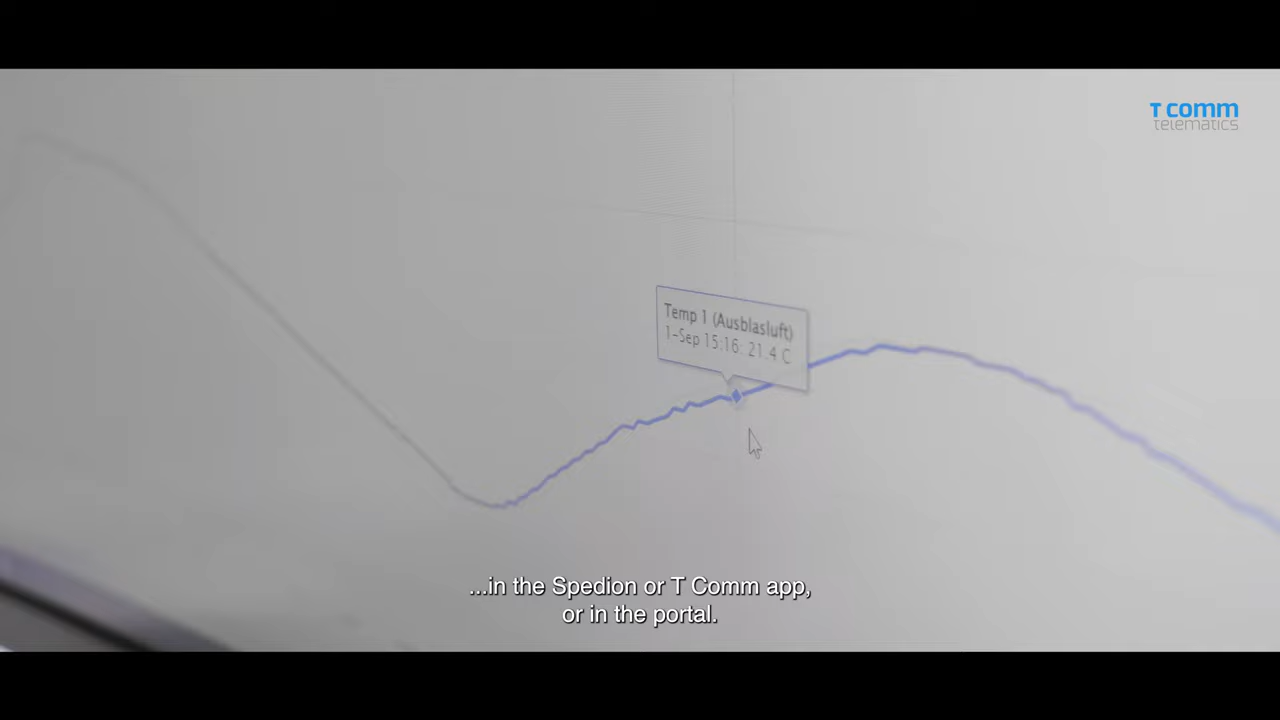 T comm
telematics
Temp 1 (Ausblasluft)
1-Sep 15:16: 21.4 C
...in the Spedion or T Comm app,
or in the portal.